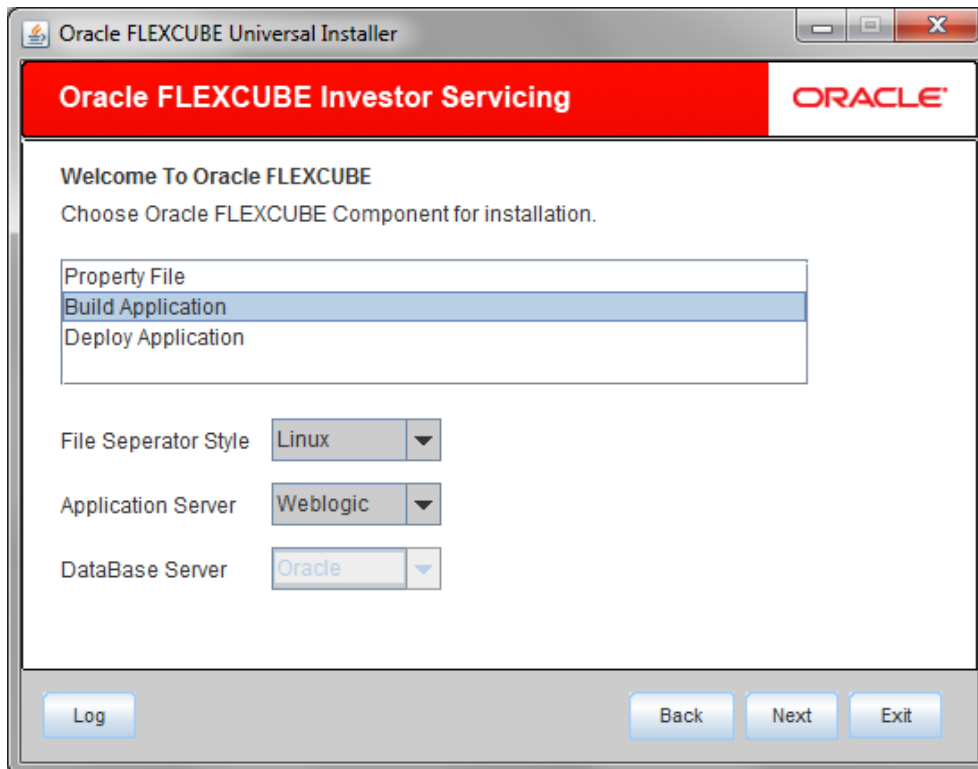 Oracle FLEXCUBE Universal Installer
Oracle FLEXCUBE Investor Servicing
ORACLE
Welcome To Oracle FLEXCUBE
Choose Oracle FLEXCUBE Component for installation.
Property File
Build Application
Deploy Application
File Seperator Style Linux
Application Server Weblogic
DataBase Server Oracle
Log Back Next Exit